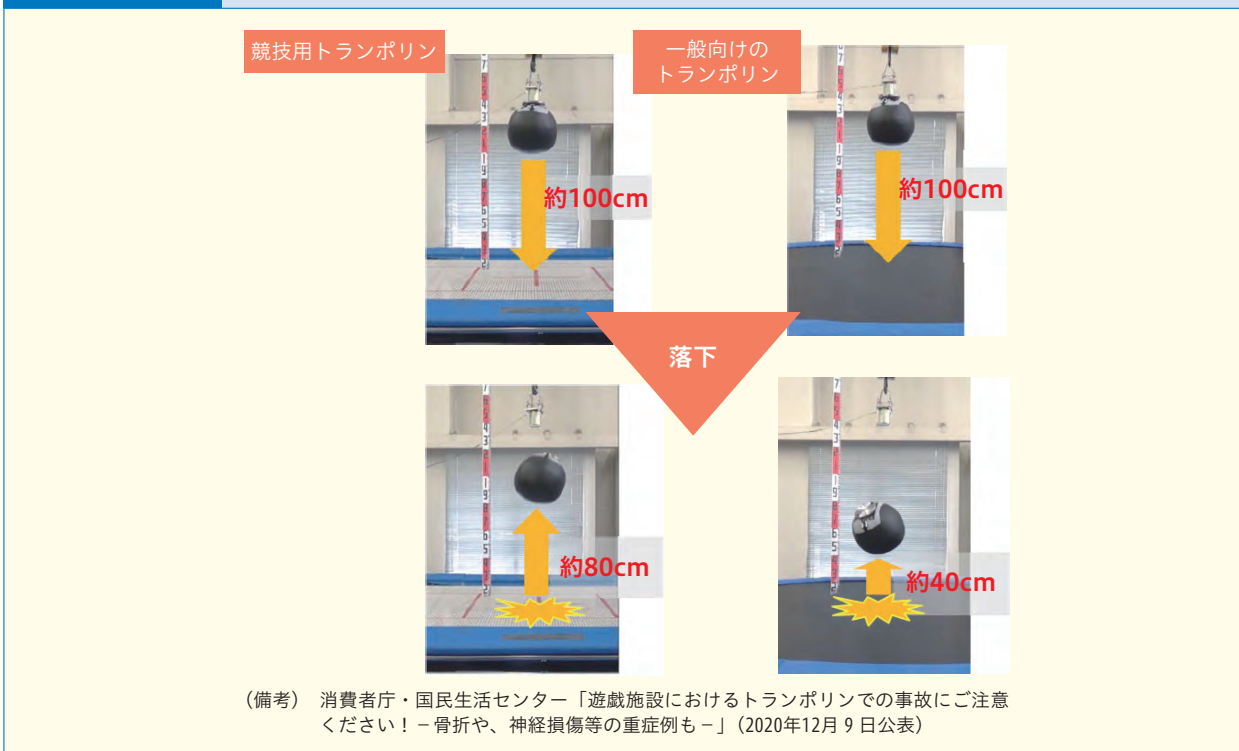 競技用トランポリン
一般向けの
トランポリン
約100cm
約100cm
落下
約80cm
約40cm
(備考) 消費者庁・国民生活センター「遊戯施設におけるトランポリンでの事故にご注意
ください!－骨折や、神経損傷等の重症例も－」(2020年12月9日公表)